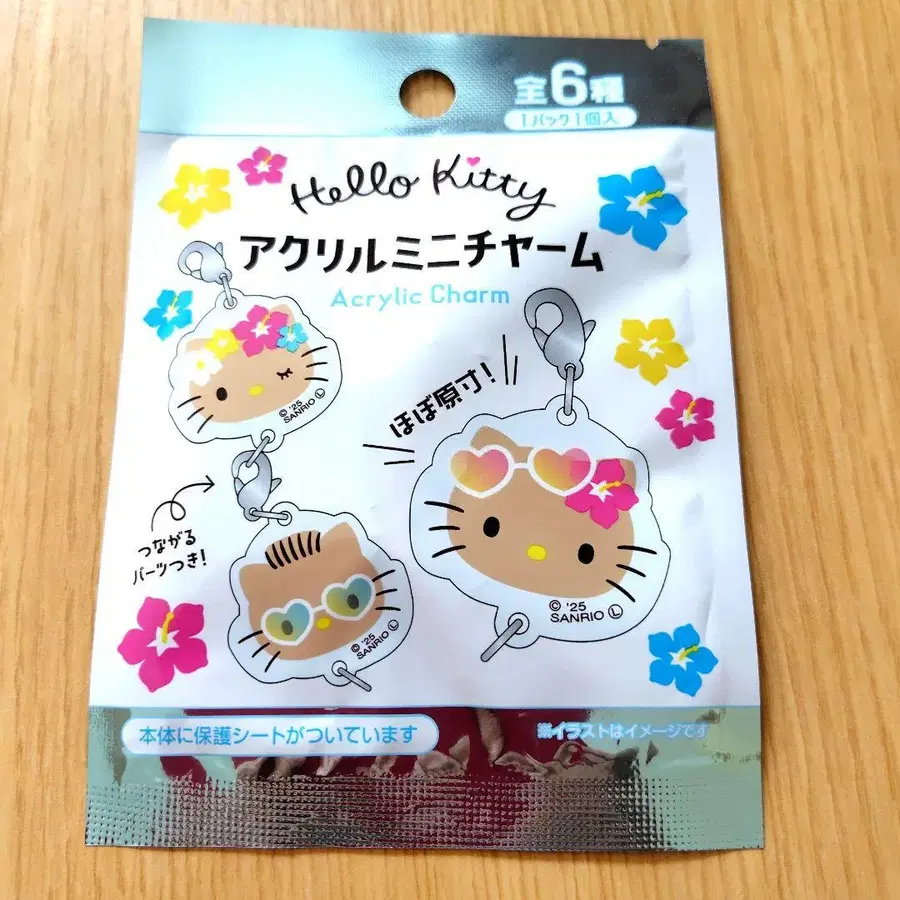 全6種
1パック1個入
Hello Kitty
アクリルミニチャーム
Acrylic Charm
ほぼ原寸!
© '25
SANRIO Ⓛ
つながる
パーツつき!
© '25
SANRIO Ⓛ
© '25
SANRIO Ⓛ
本体に保護シートがついています
※イラストはイメージです